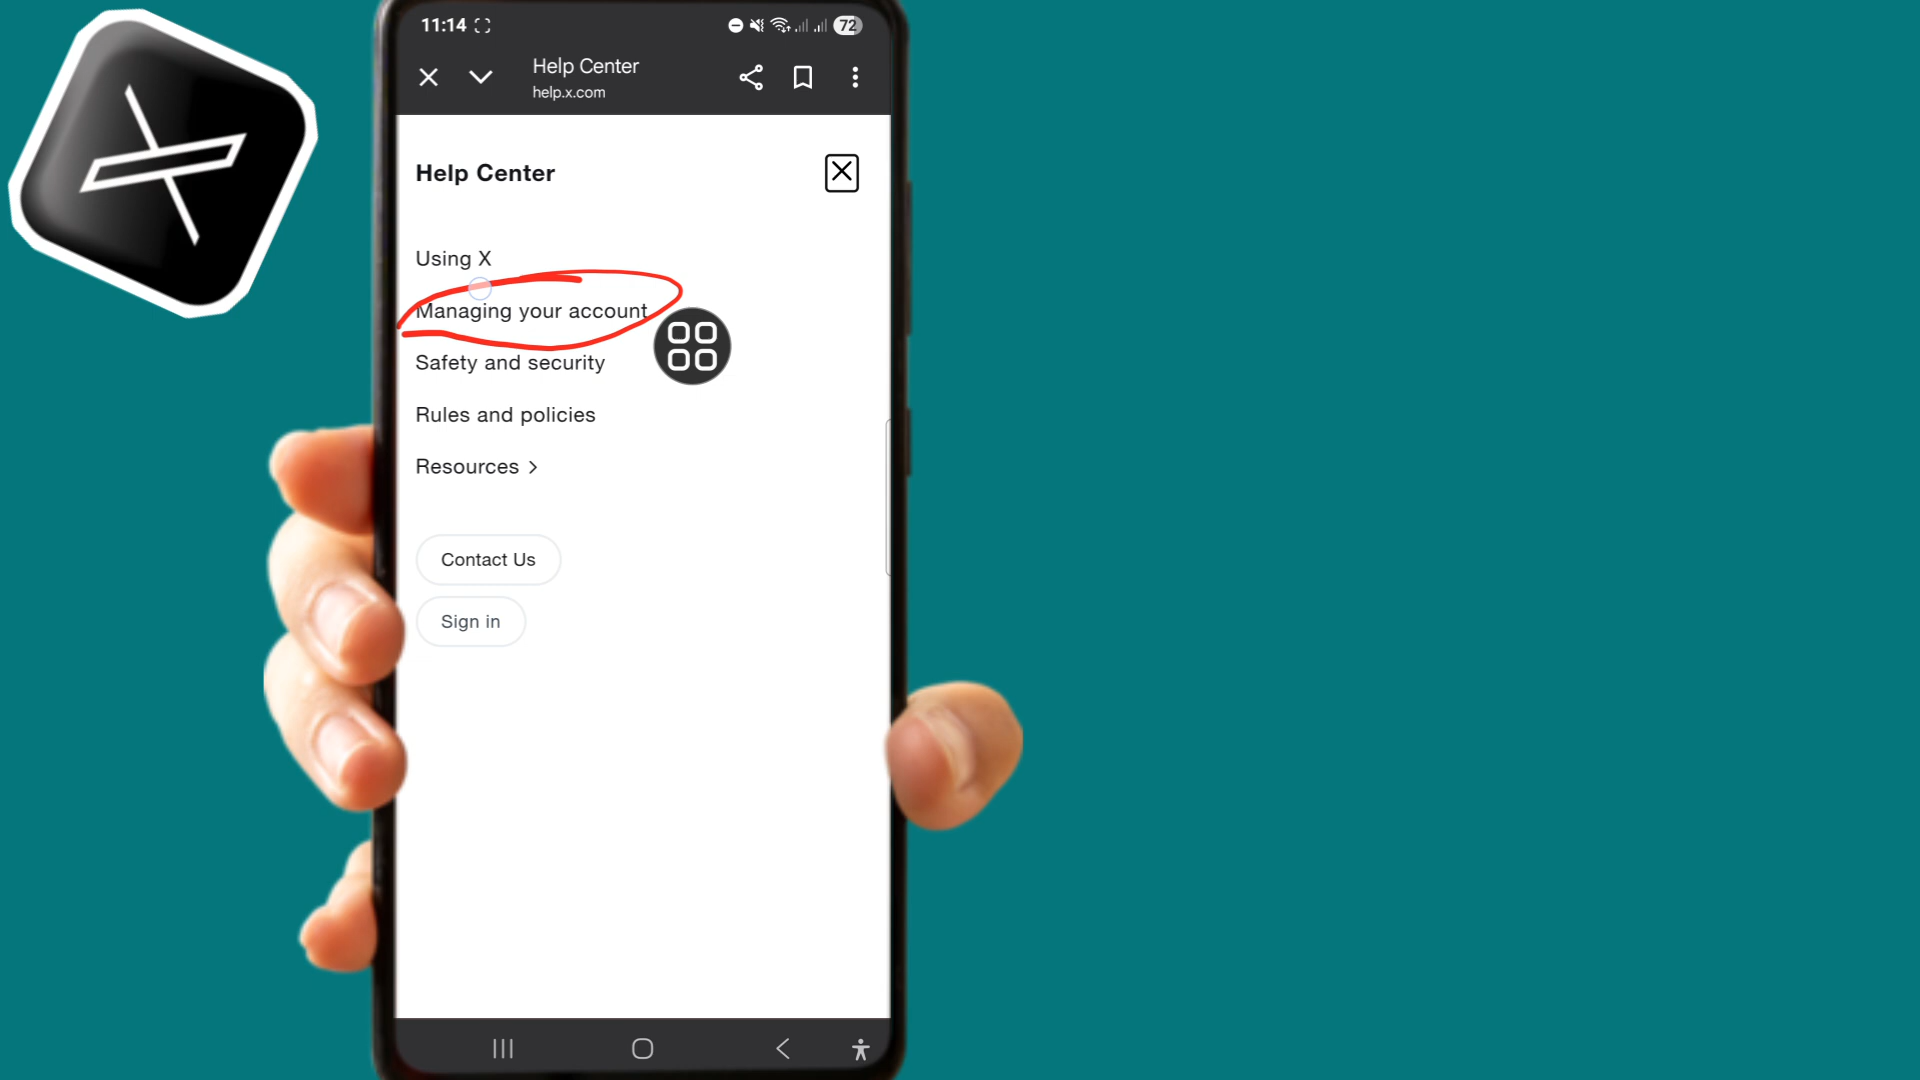 11:14
72
Help Center
help.x.com
Help Center
Using X
Managing your account
Safety and security
Rules and policies
Resources
Contact Us
Sign in